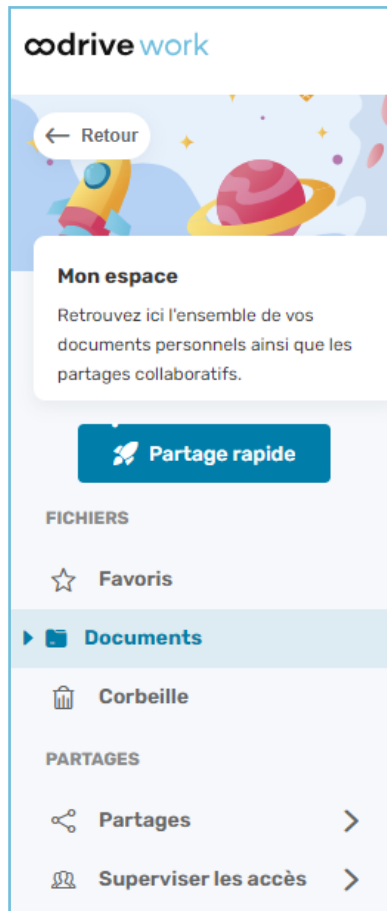 oodrive work
Retour
Mon espace
Retrouvez ici l'ensemble de vos
documents personnels ainsi que les
partages collaboratifs.
Partage rapide
FICHIERS
Favoris
Documents
Corbeille
PARTAGES
Partages
Superviser les accès